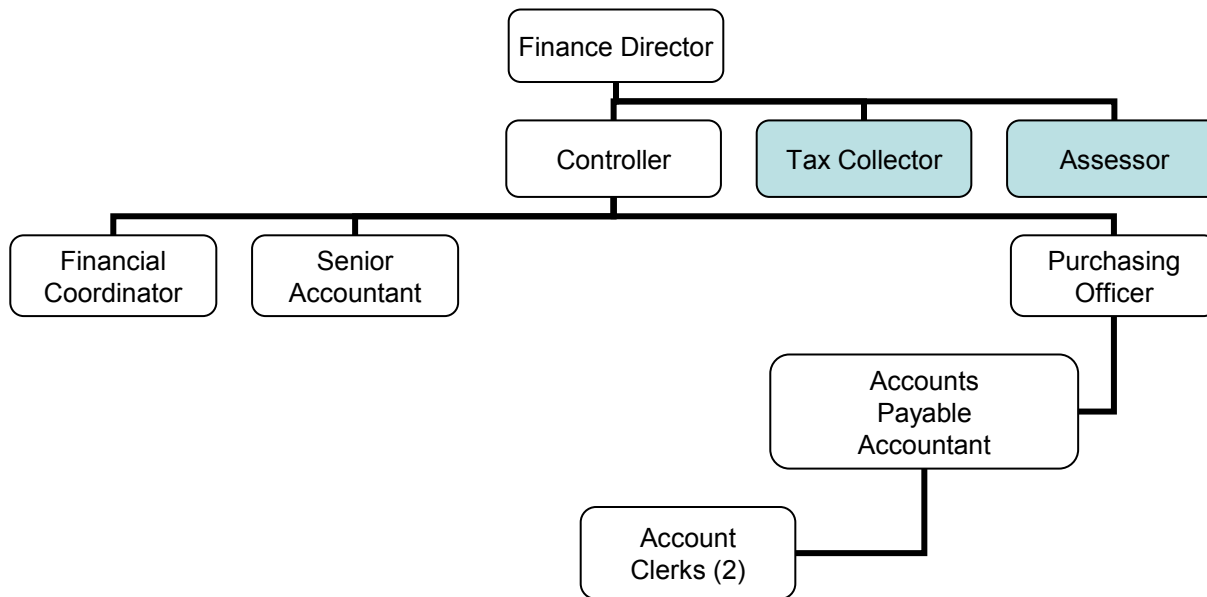 Finance Director
Controller
Tax Collector
Assessor
Financial
Coordinator
Senior
Accountant
Purchasing
Officer
Accounts
Payable
Accountant
Account
Clerks (2)